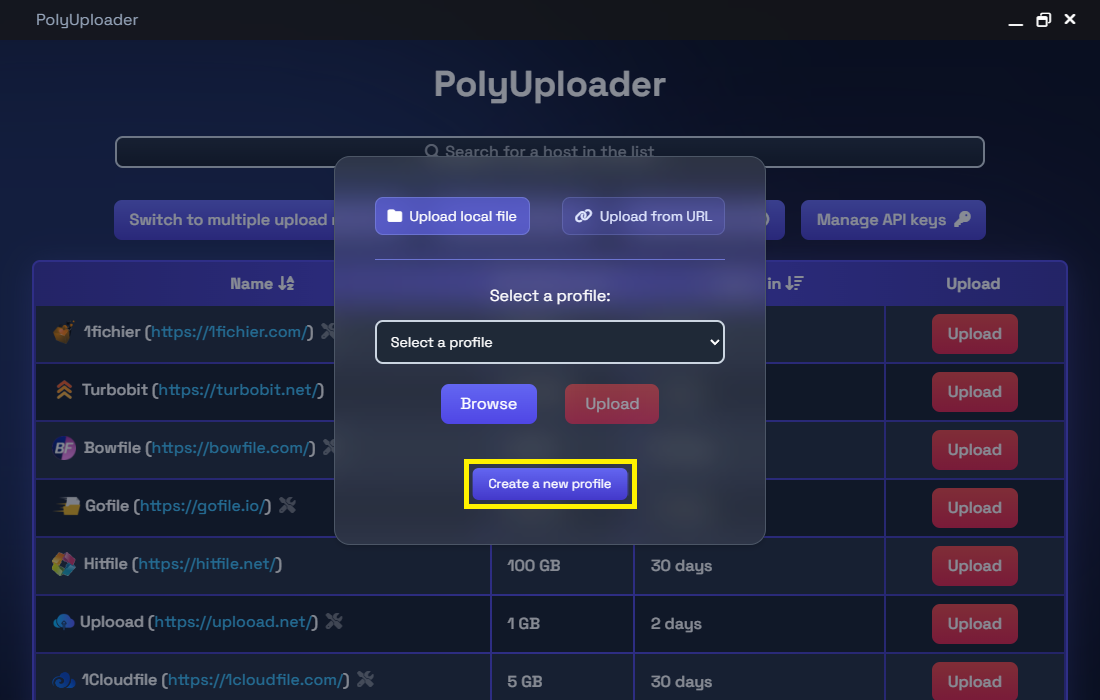 PolyUploader
PolyUploader
Search for a host in the list
Upload local file
Upload from URL
Switch to multiple upload
Manage API keys
Name
in
Upload
Select a profile:
Select a profile
Browse
Upload
Create a new profile
1fichier (https://1fichier.com/)
Upload
Turbobit (https://turbobit.net/)
Upload
BF Bowfile (https://bowfile.com/)
Upload
Gofile (https://gofile.io/)
Upload
Hitfile (https://hitfile.net/)
100 GB
30 days
Upload
Uplooad (https://uplooad.net/)
1 GB
2 days
Upload
1Cloudfile (https://1cloudfile.com/)
5 GB
30 days
Upload